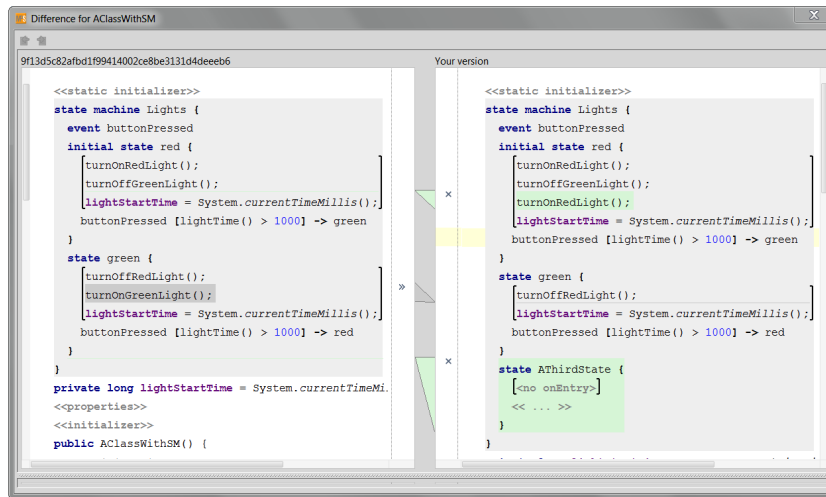 Difference for AClassWithSM
9f13d5c82afbd1f99414002ce8be3131d4deeeb6
<<static initializer>>
state machine Lights {
event buttonPressed
initial state red {
turnOnRedLight();
turnOffGreenLight();
lightStartTime = System.currentTimeMillis();
buttonPressed [lightTime() > 1000] -> green
}
state green {
turnOffRedLight();
turnOnGreenLight();
lightStartTime = System.currentTimeMillis();
buttonPressed [lightTime() > 1000] -> red
}
}
private long lightStartTime = System.currentTimeMi.
<<properties>>
<<initializer>>
public AClassWithSM() {
Your version
<<static initializer>>
state machine Lights {
event buttonPressed
initial state red {
turnOnRedLight();
turnOffGreenLight();
turnOnRedLight();
lightStartTime = System.currentTimeMillis();
buttonPressed [lightTime() > 1000] -> green
}
state green {
turnOffRedLight();
lightStartTime = System.currentTimeMillis();
buttonPressed [lightTime() > 1000] -> red
}
state AThirdState {
[<no onEntry>]
<< ... >>
}
}